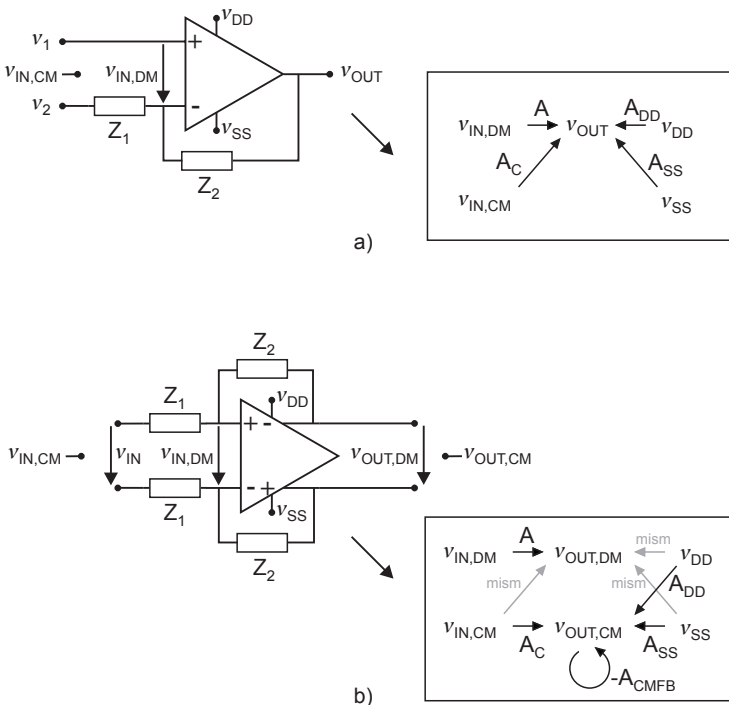 v1
vDD
+
vIN,CM
vIN,DM
vOUT
v2
-
Z1
vSS
Z2
vIN,DM A vOUT ADD vDD
AC ASS
vIN,CM vSS
a)
Z2
Z1
vDD
+ -
vIN,CM vIN vIN,DM vOUT,DM vOUT,CM
- +
Z1
vSS
Z2
vIN,DM A vOUT,DM mism vDD
mism mism ADD
vIN,CM AC vOUT,CM ASS vSS
-ACMFB
b)